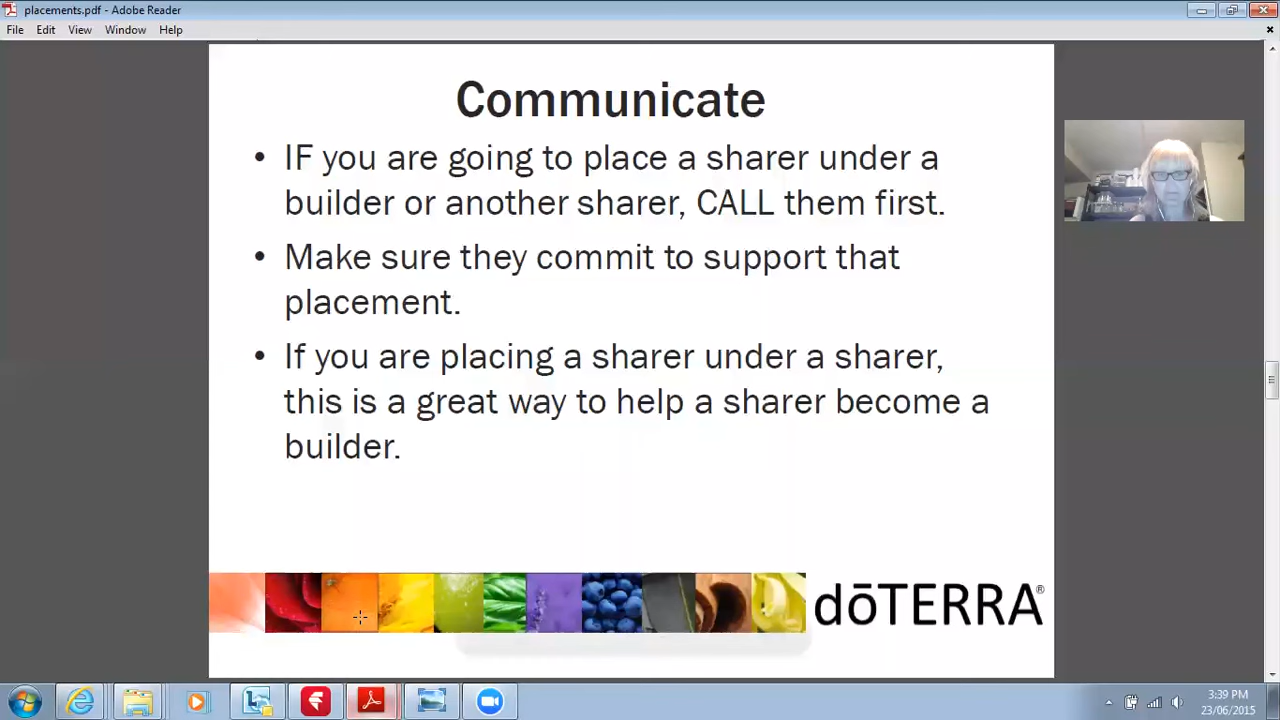 placements.pdf - Adobe Reader
File Edit View Window Help
Communicate
• IF you are going to place a sharer under a
builder or another sharer, CALL them first.
• Make sure they commit to support that
placement.
• If you are placing a sharer under a sharer,
this is a great way to help a sharer become a
builder.
dōTERRA®
3:39 PM
23/06/2015